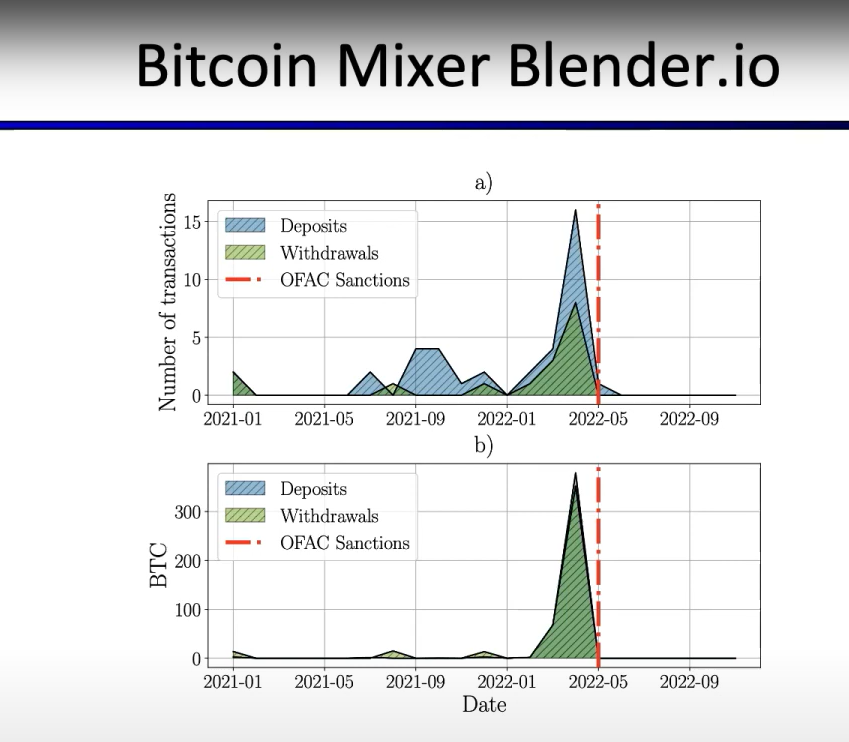 Bitcoin Mixer Blender.io
a)
Number of transactions
15
10
5
0
Deposits
Withdrawals
OFAC Sanctions
2021-01 2021-05 2021-09 2022-01 2022-05 2022-09
b)
BTC
300
200
100
0
Deposits
Withdrawals
OFAC Sanctions
2021-01 2021-05 2021-09 2022-01 2022-05 2022-09
Date